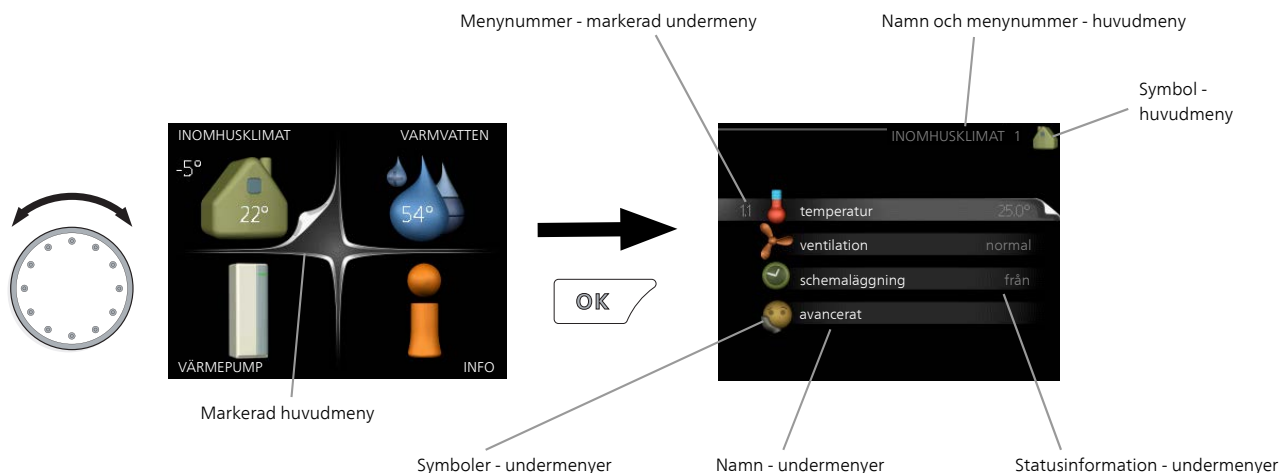 Menynummer - markerad undermeny
Namn och menynummer - huvudmeny
Symbol -
huvudmeny
INOMHUSKLIMAT
VARMVATTEN
-5°
22°
54°
VÄRMEPUMP
INFO
Markerad huvudmeny
OK
INOMHUSKLIMAT 1
1.1 temperatur 25.0°
ventilation normal
schemaläggning från
avancerat
Symboler - undermenyer
Namn - undermenyer
Statusinformation - undermenyer